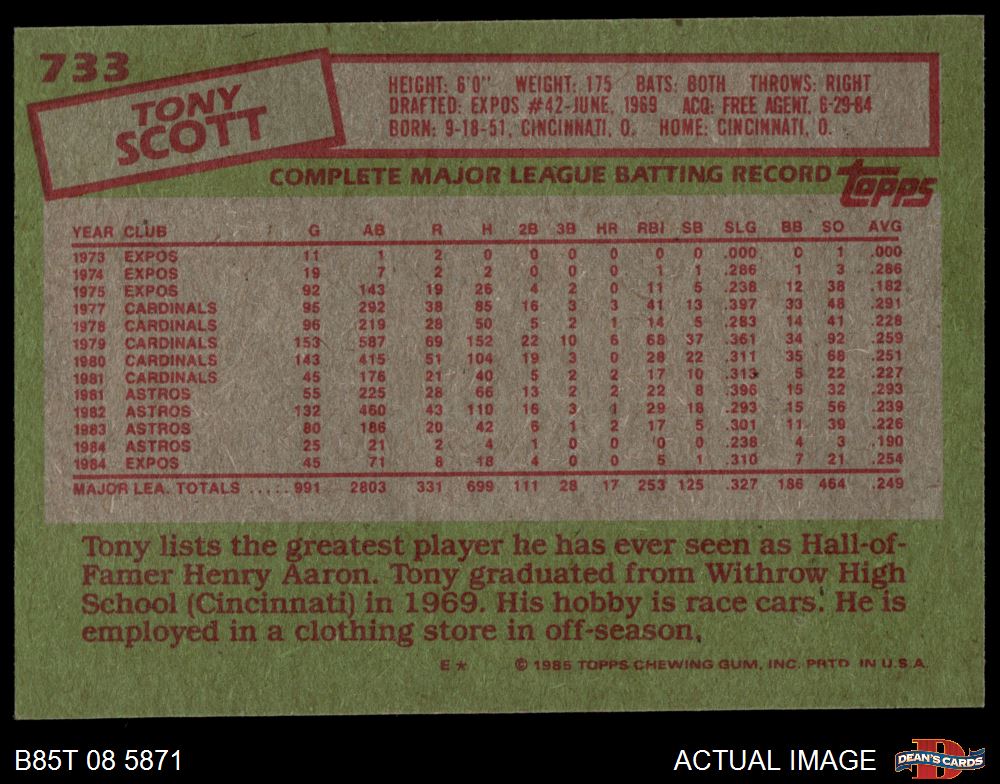 733
TONY
SCOTT
HEIGHT: 6'0" WEIGHT: 175 BATS: BOTH THROWS: RIGHT
DRAFTED: EXPOS #42-JUNE, 1969 ACQ: FREE AGENT, 6-29-84
BORN: 9-18-51, CINCINNATI, O. HOME: CINCINNATI, O.
COMPLETE MAJOR LEAGUE BATTING RECORD topps
YEAR CLUB G AB R H 2B 3B HR RBI SB SLG BB SO AVG
1973 EXPOS 11 1 2 0 0 0 0 0 0 .000 0 1 .000
1974 EXPOS 19 7 2 2 0 0 0 1 1 .286 1 3 .286
1975 EXPOS 92 143 19 26 4 2 0 11 5 .238 12 38 .182
1977 CARDINALS 95 292 38 85 16 3 3 41 13 .397 33 48 .291
1978 CARDINALS 96 219 28 50 5 2 1 14 5 .283 14 41 .228
1979 CARDINALS 153 587 69 152 22 10 6 68 37 .361 34 92 .259
1980 CARDINALS 143 415 51 104 19 3 0 28 22 .311 35 68 .251
1981 CARDINALS 45 176 21 40 5 2 2 17 10 .313 5 22 .227
1981 ASTROS 55 225 28 66 13 2 2 22 8 .396 15 32 .293
1982 ASTROS 132 460 43 110 16 3 1 29 18 .293 15 56 .239
1983 ASTROS 80 186 20 42 6 1 2 17 5 .301 11 39 .226
1984 ASTROS 25 21 2 4 1 0 0 0 0 .238 4 3 .190
1984 EXPOS 45 71 8 18 4 0 0 5 1 .310 7 21 .254
MAJOR LEA. TOTALS ..... 991 2803 331 699 111 28 17 253 125 .327 186 464 .249
Tony lists the greatest player he has ever seen as Hall-of-
Famer Henry Aaron. Tony graduated from Withrow High
School (Cincinnati) in 1969. His hobby is race cars. He is
employed in a clothing store in off-season.
E* © 1985 TOPPS CHEWING GUM, INC. PRTD. IN U.S.A.
B85T 08 5871 ACTUAL IMAGE DEAN'S CARDS